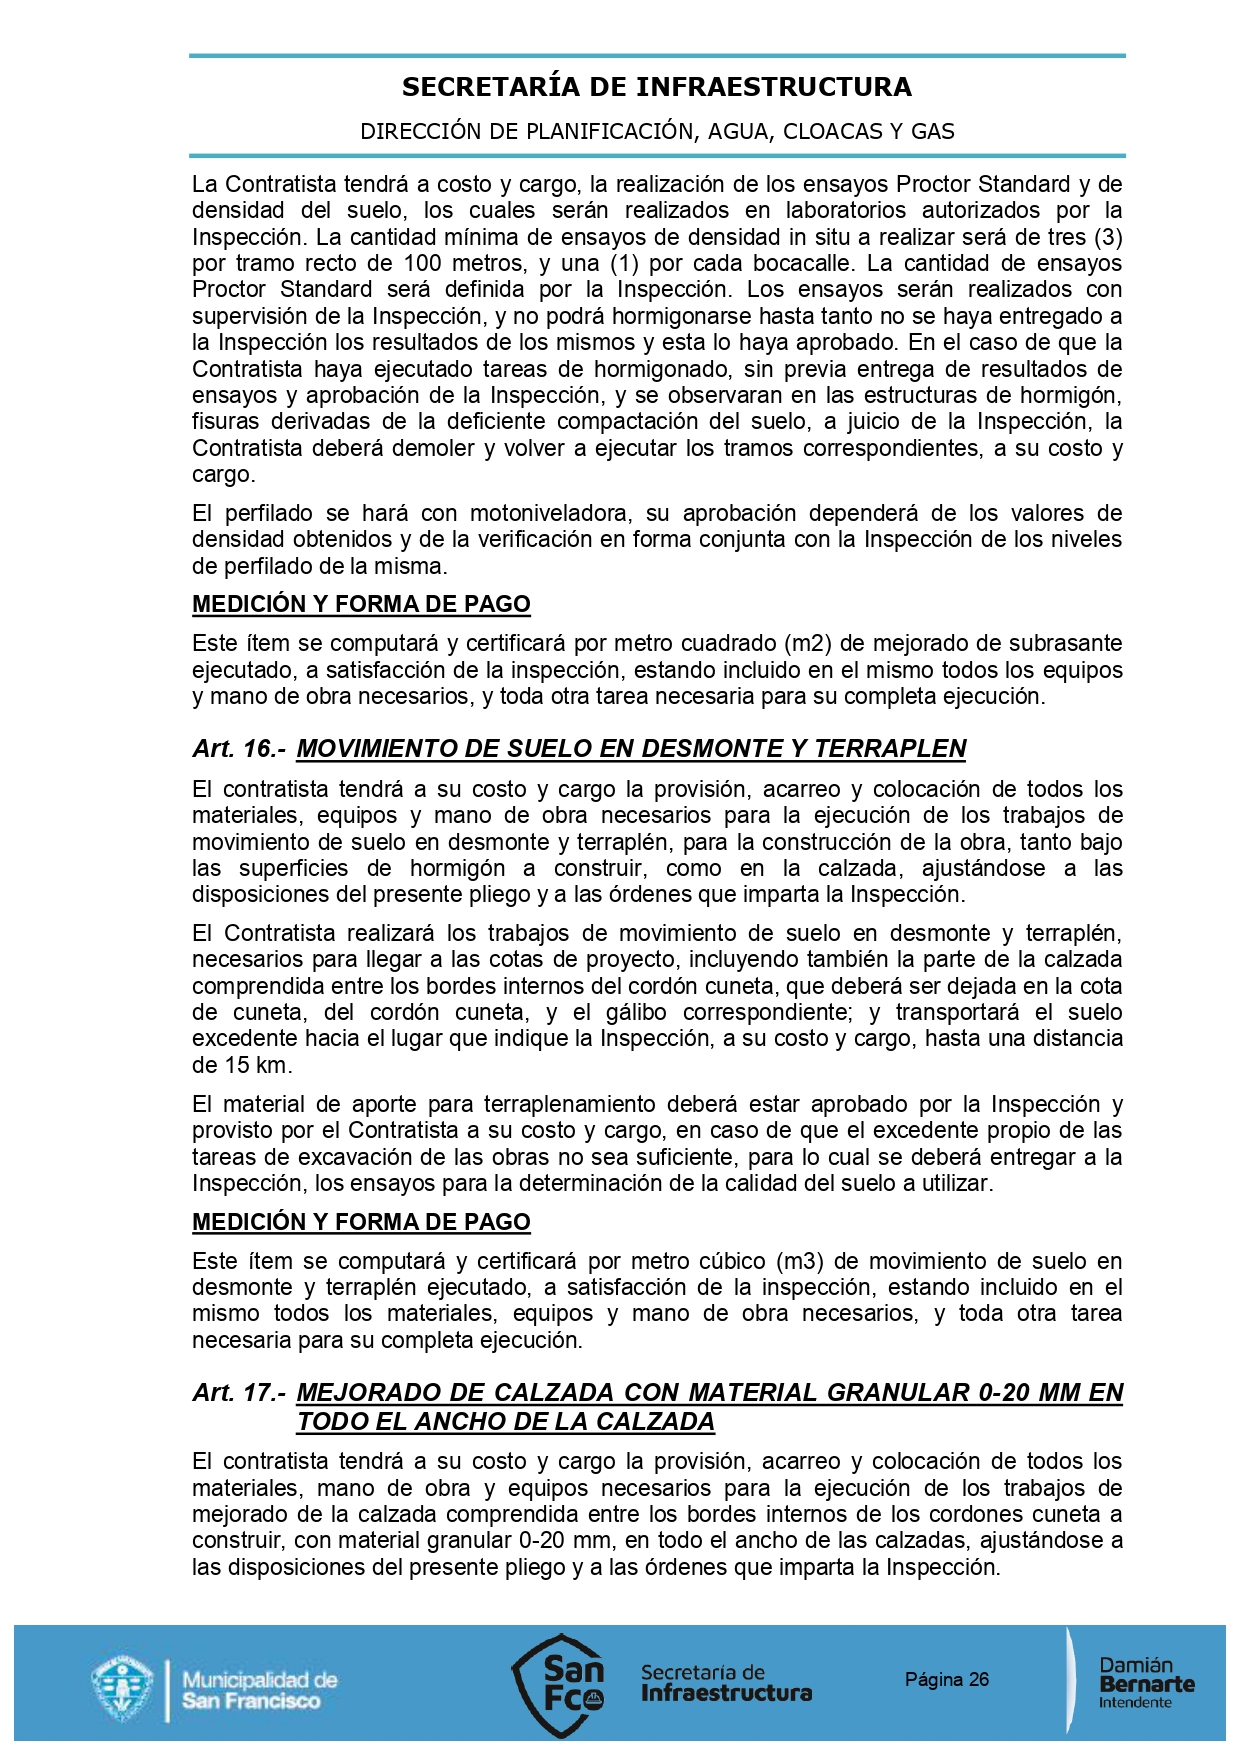 SECRETARÍA DE INFRAESTRUCTURA
DIRECCIÓN DE PLANIFICACIÓN, AGUA, CLOACAS Y GAS
La Contratista tendrá a costo y cargo, la realización de los ensayos Proctor Standard y de
densidad del suelo, los cuales serán realizados en laboratorios autorizados por la
Inspección. La cantidad mínima de ensayos de densidad in situ a realizar será de tres (3)
por tramo recto de 100 metros, y una (1) por cada bocacalle. La cantidad de ensayos
Proctor Standard será definida por la Inspección. Los ensayos serán realizados con
supervisión de la Inspección, y no podrá hormigonarse hasta tanto no se haya entregado a
la Inspección los resultados de los mismos y esta lo haya aprobado. En el caso de que la
Contratista haya ejecutado tareas de hormigonado, sin previa entrega de resultados de
ensayos y aprobación de la Inspección, y se observaran en las estructuras de hormigón,
fisuras derivadas de la deficiente compactación del suelo, a juicio de la Inspección, la
Contratista deberá demoler y volver a ejecutar los tramos correspondientes, a su costo y
cargo.
El perfilado se hará con motoniveladora, su aprobación dependerá de los valores de
densidad obtenidos y de la verificación en forma conjunta con la Inspección de los niveles
de perfilado de la misma.
MEDICIÓN Y FORMA DE PAGO
Este ítem se computará y certificará por metro cuadrado (m2) de mejorado de subrasante
ejecutado, a satisfacción de la inspección, estando incluido en el mismo todos los equipos
y mano de obra necesarios, y toda otra tarea necesaria para su completa ejecución.
Art. 16.- MOVIMIENTO DE SUELO EN DESMONTE Y TERRAPLEN
El contratista tendrá a su costo y cargo la provisión, acarreo y colocación de todos los
materiales, equipos y mano de obra necesarios para la ejecución de los trabajos de
movimiento de suelo en desmonte y terraplén, para la construcción de la obra, tanto bajo
las superficies de hormigón a construir, como en la calzada, ajustándose a las
disposiciones del presente pliego y a las órdenes que imparta la Inspección.
El Contratista realizará los trabajos de movimiento de suelo en desmonte y terraplén,
necesarios para llegar a las cotas de proyecto, incluyendo también la parte de la calzada
comprendida entre los bordes internos del cordón cuneta, que deberá ser dejada en la cota
de cuneta, del cordón cuneta, y el gálibo correspondiente; y transportará el suelo
excedente hacia el lugar que indique la Inspección, a su costo y cargo, hasta una distancia
de 15 km.
El material de aporte para terraplenamiento deberá estar aprobado por la Inspección y
provisto por el Contratista a su costo y cargo, en caso de que el excedente propio de las
tareas de excavación de las obras no sea suficiente, para lo cual se deberá entregar a la
Inspección, los ensayos para la determinación de la calidad del suelo a utilizar.
MEDICIÓN Y FORMA DE PAGO
Este ítem se computará y certificará por metro cúbico (m3) de movimiento de suelo en
desmonte y terraplén ejecutado, a satisfacción de la inspección, estando incluido en el
mismo todos los materiales, equipos y mano de obra necesarios, y toda otra tarea
necesaria para su completa ejecución.
Art. 17.- MEJORADO DE CALZADA CON MATERIAL GRANULAR 0-20 MM EN
TODO EL ANCHO DE LA CALZADA
El contratista tendrá a su costo y cargo la provisión, acarreo y colocación de todos los
materiales, mano de obra y equipos necesarios para la ejecución de los trabajos de
mejorado de la calzada comprendida entre los bordes internos de los cordones cuneta a
construir, con material granular 0-20 mm, en todo el ancho de las calzadas, ajustándose a
las disposiciones del presente pliego y a las órdenes que imparta la Inspección.
Municipalidad de
San Francisco
San
Fco
Secretaría de
Infraestructura
Página 26
Damián
Bernarte
Intendente